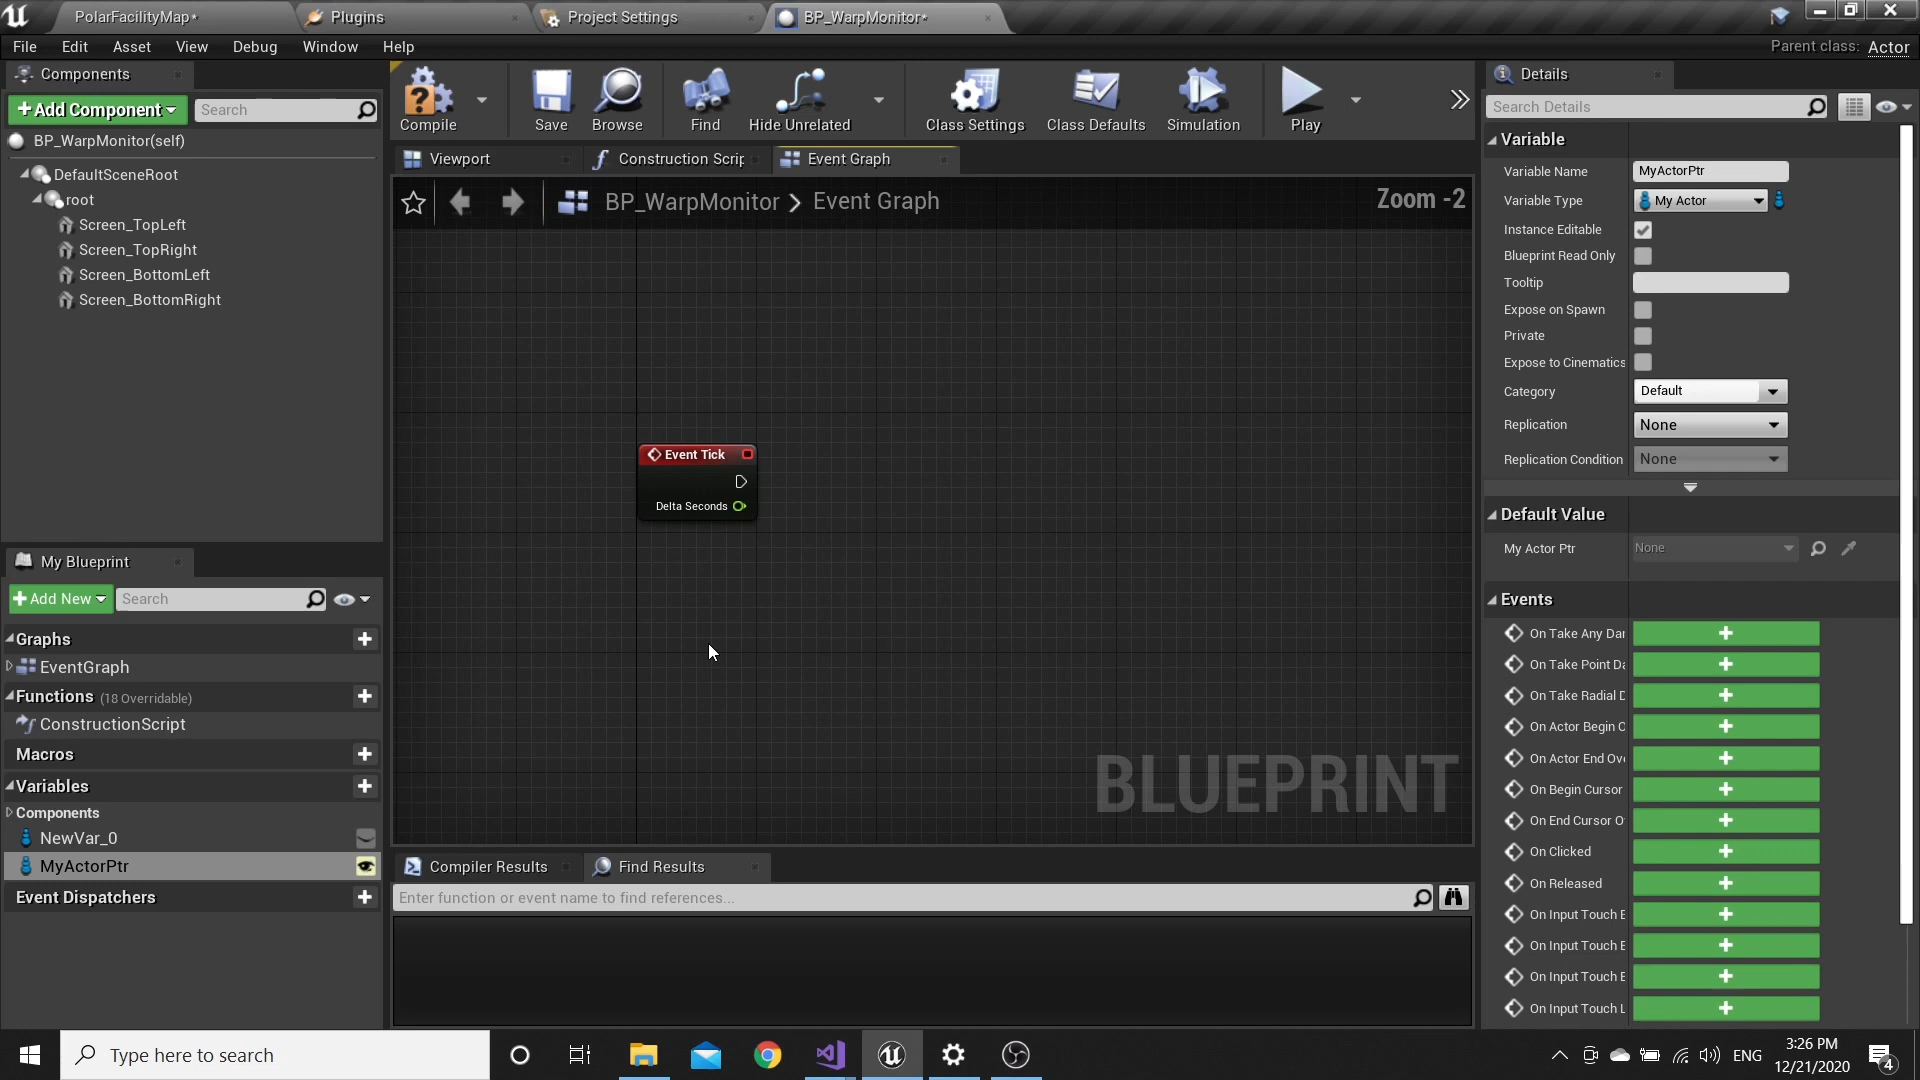 PolarFacilityMap*
Plugins
Project Settings
BP_WarpMonitor*
File Edit Asset View Debug Window Help
Parent class: Actor
Components
+Add Component
Search
BP_WarpMonitor(self)
DefaultSceneRoot
root
Screen_TopLeft
Screen_TopRight
Screen_BottomLeft
Screen_BottomRight
Compile
Save
Browse
Find
Hide Unrelated
Class Settings
Class Defaults
Simulation
Play
Viewport
Construction Scrip
Event Graph
BP_WarpMonitor > Event Graph
Zoom -2
Event Tick
Delta Seconds
BLUEPRINT
My Blueprint
+Add New
Search
Graphs
EventGraph
Functions (18 Overridable)
ConstructionScript
Macros
Variables
Components
NewVar_0
MyActorPtr
Event Dispatchers
Compiler Results
Find Results
Enter function or event name to find references...
Details
Search Details
Variable
Variable Name MyActorPtr
Variable Type My Actor
Instance Editable
Blueprint Read Only
Tooltip
Expose on Spawn
Private
Expose to Cinematics
Category Default
Replication None
Replication Condition None
Default Value
My Actor Ptr None
Events
On Take Any Dar
On Take Point Da
On Take Radial D
On Actor Begin O
On Actor End Ove
On Begin Cursor
On End Cursor O
On Clicked
On Released
On Input Touch E
On Input Touch E
On Input Touch E
On Input Touch L
Type here to search
ENG
3:26 PM
12/21/2020
4